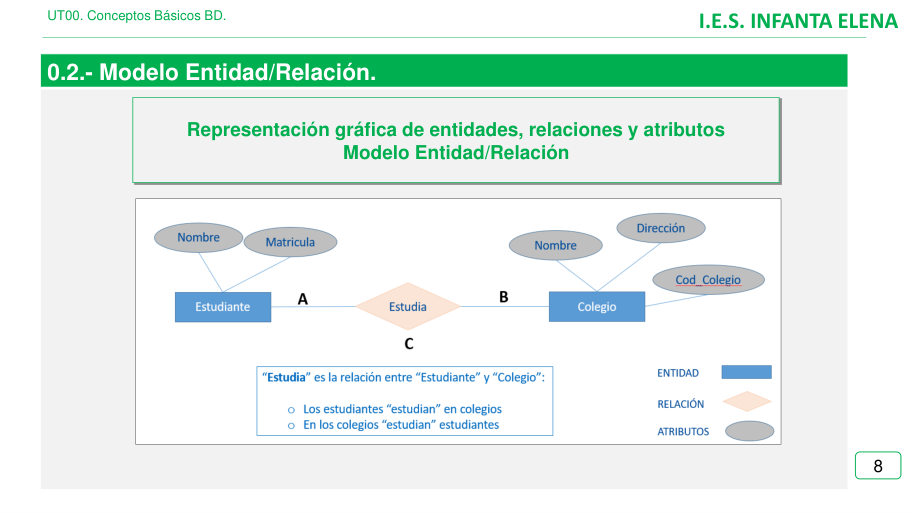 UT00. Conceptos Básicos BD.
I.E.S. INFANTA ELENA
0.2.- Modelo Entidad/Relación.
Representación gráfica de entidades, relaciones y atributos
Modelo Entidad/Relación
Nombre
Matricula
Nombre
Dirección
Cod_Colegio
Estudiante
A
Estudia
B
Colegio
C
“Estudia” es la relación entre “Estudiante” y “Colegio”:
o Los estudiantes “estudian” en colegios
o En los colegios “estudian” estudiantes
ENTIDAD
RELACIÓN
ATRIBUTOS
8